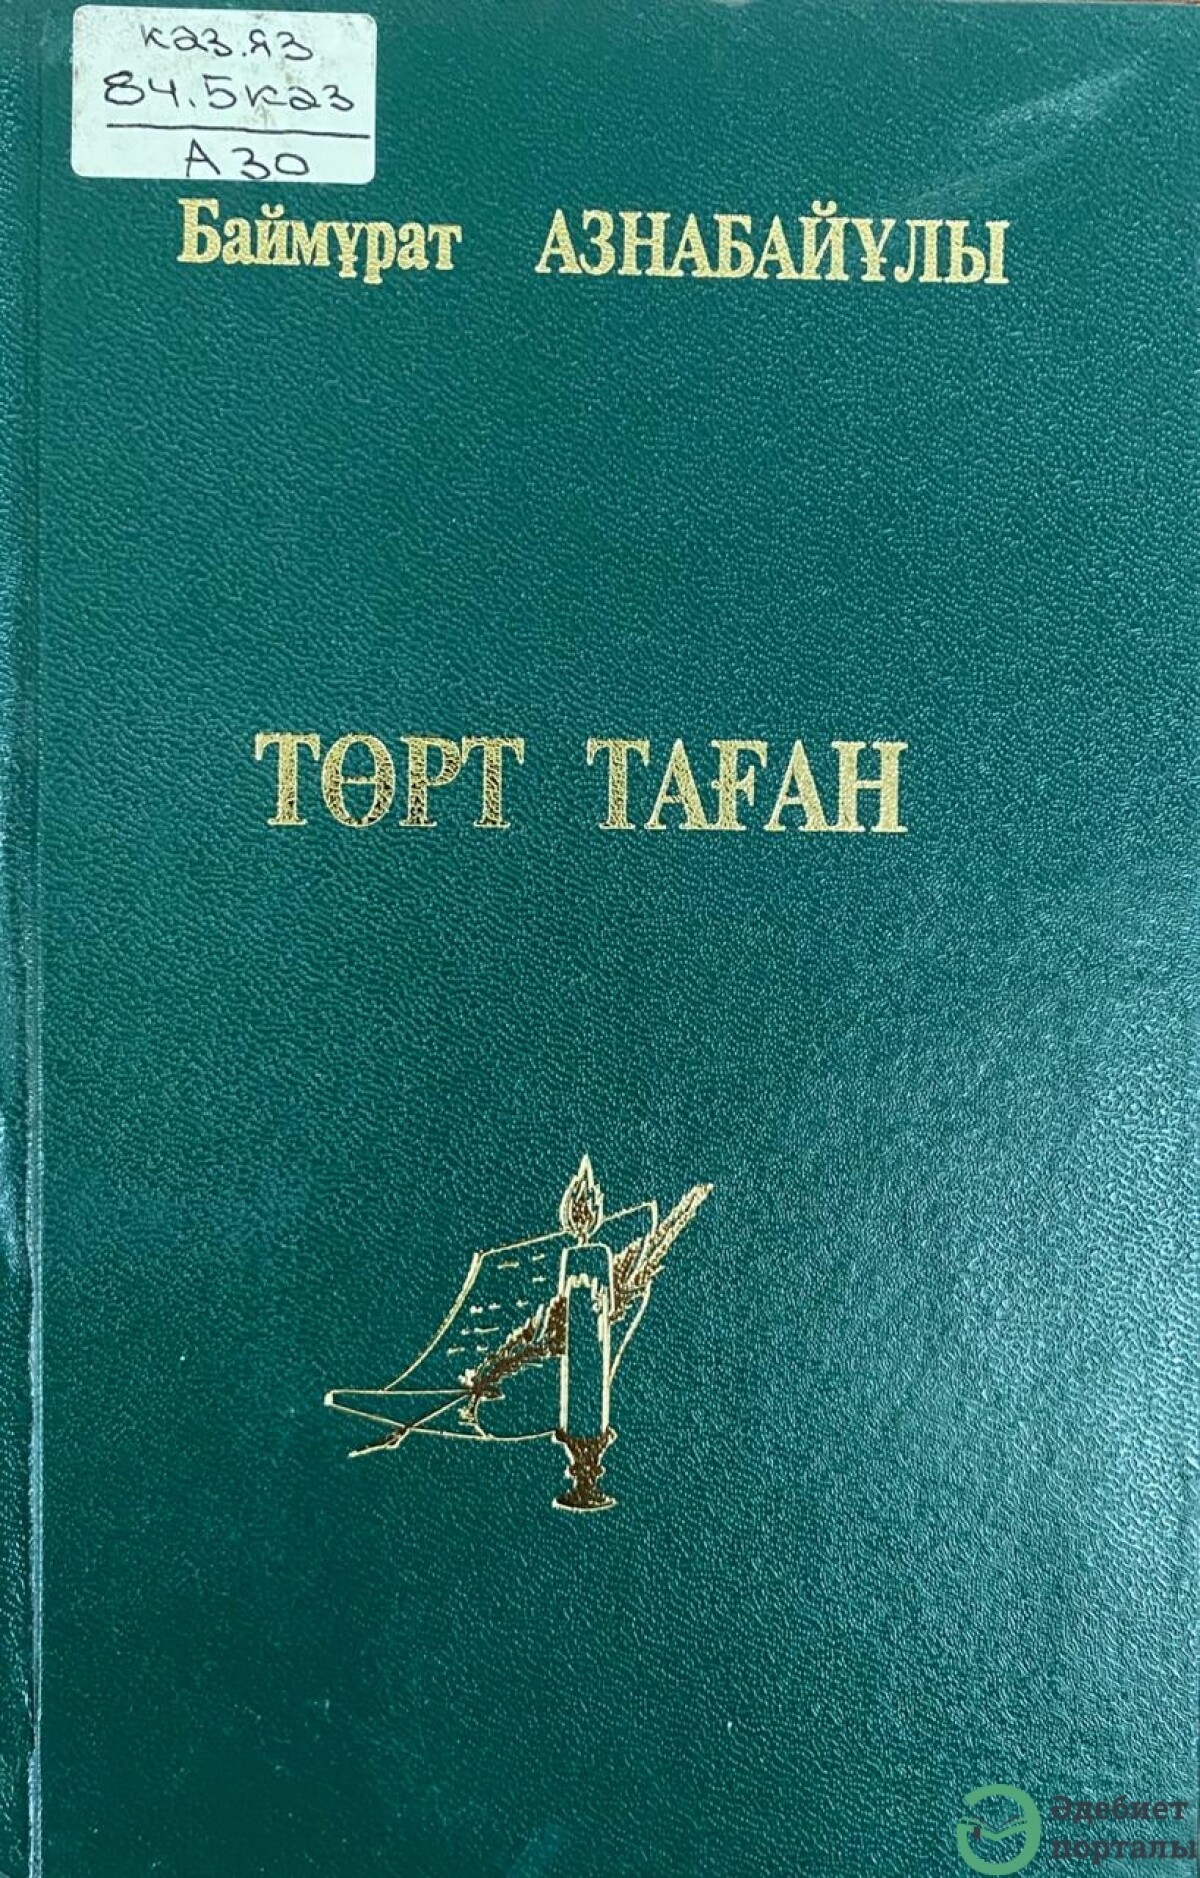 каз.яз
84.5каз
А30
Баймұрат АЗНАБАЙҰЛЫ
ТӨРТ ТАҒАН
Әдебиет
порталы